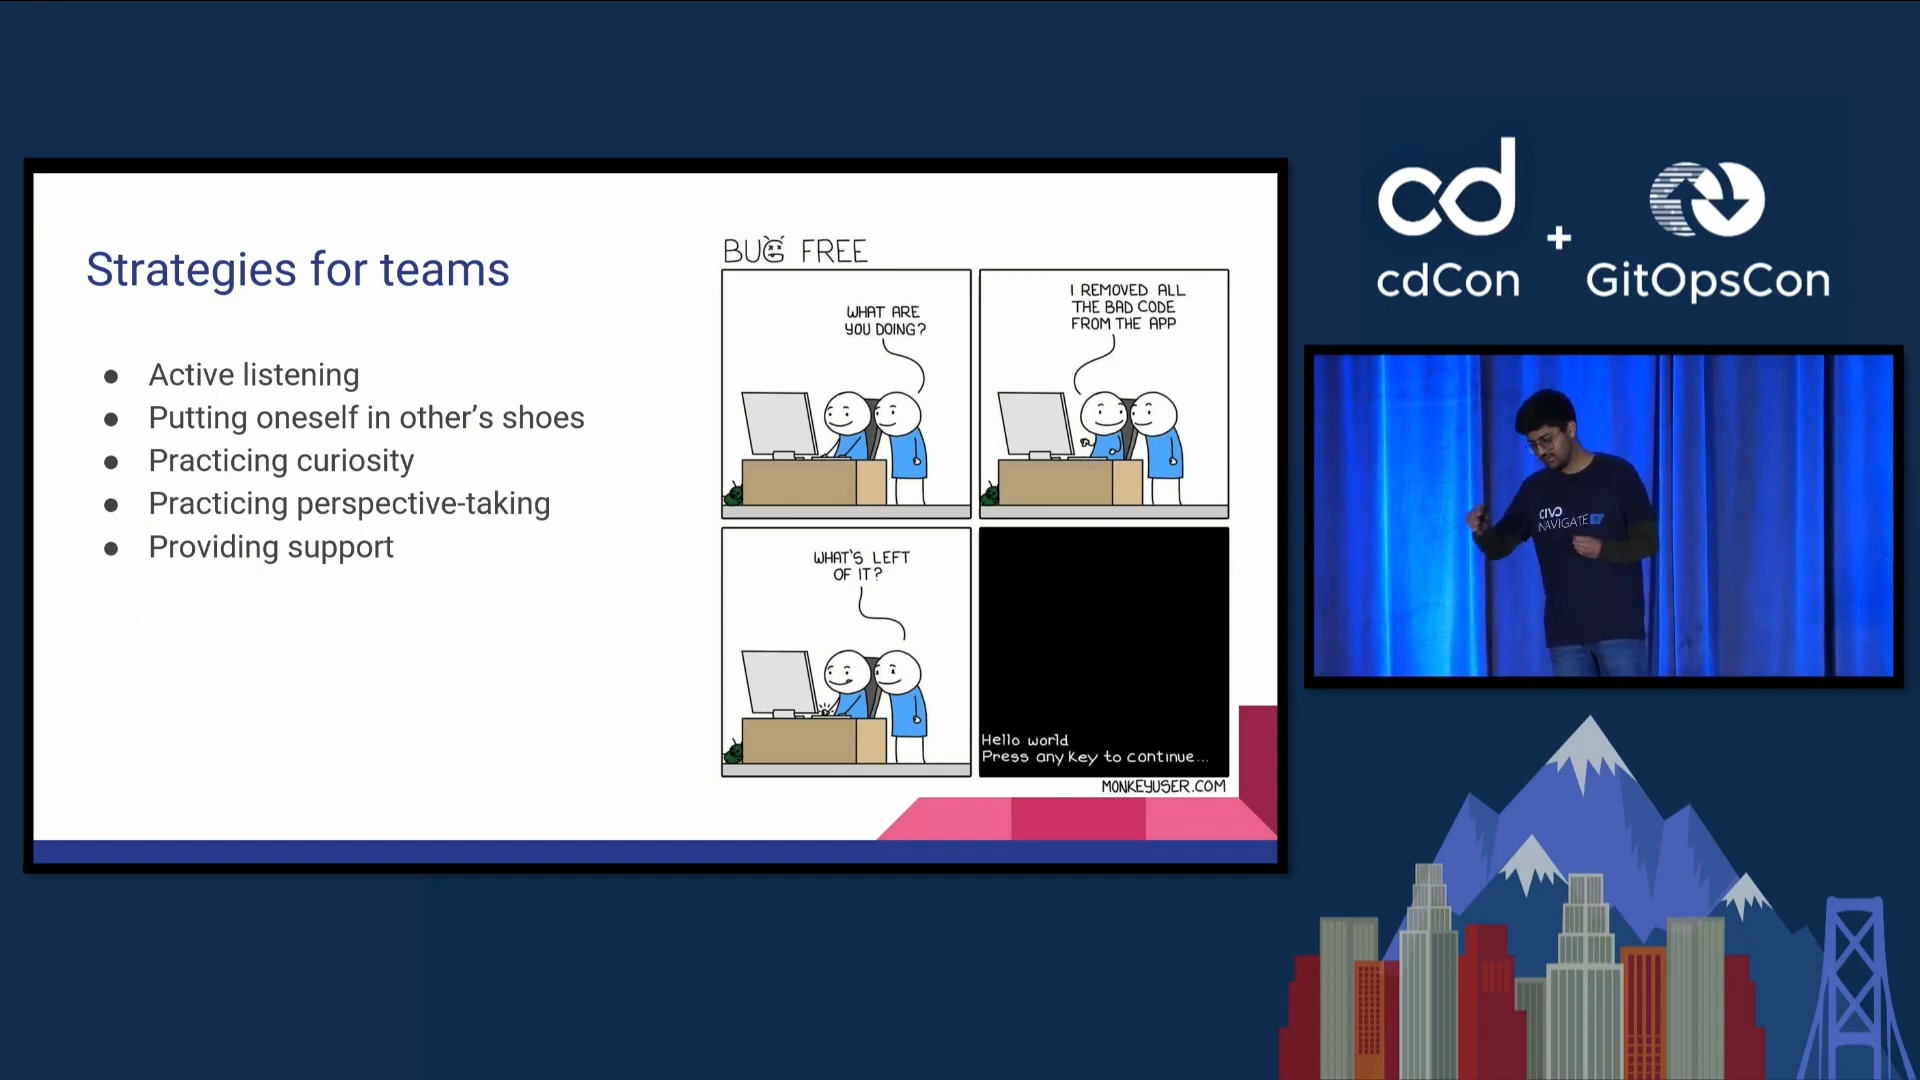 Strategies for teams
● Active listening
● Putting oneself in other’s shoes
● Practicing curiosity
● Practicing perspective-taking
● Providing support
BUG FREE
WHAT ARE
YOU DOING?
I REMOVED ALL
THE BAD CODE
FROM THE APP
WHAT'S LEFT
OF IT?
Hello world
Press any key to continue...
MONKEYUSER.COM
cd
cdCon
+
GitOpsCon
CIVO
NAVIGATE